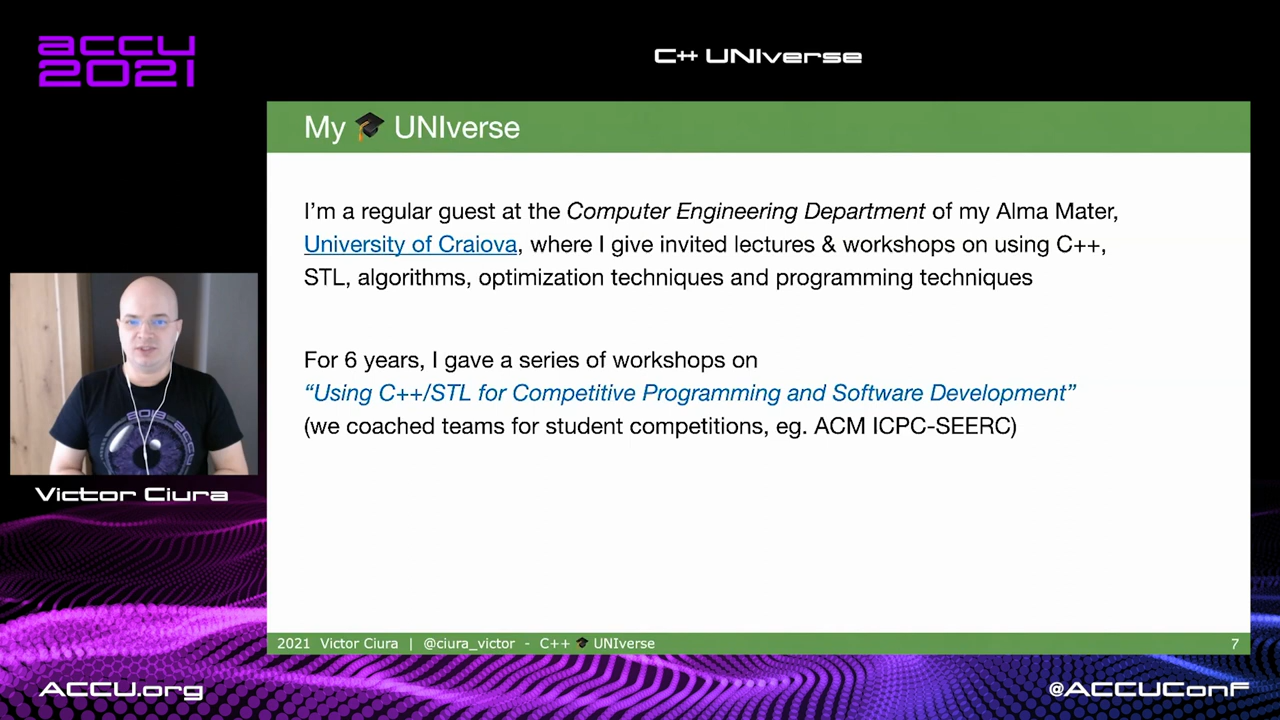 accu
2021
C++ UNIverse
My 🎓 UNIverse
I'm a regular guest at the Computer Engineering Department of my Alma Mater,
University of Craiova, where I give invited lectures & workshops on using C++,
STL, algorithms, optimization techniques and programming techniques
For 6 years, I gave a series of workshops on
“Using C++/STL for Competitive Programming and Software Development”
(we coached teams for student competitions, eg. ACM ICPC-SEERC)
Victor Ciura
2021 Victor Ciura | @ciura_victor - C++ 🎓 UNIverse
7
ACCU.org
@ACCUConf